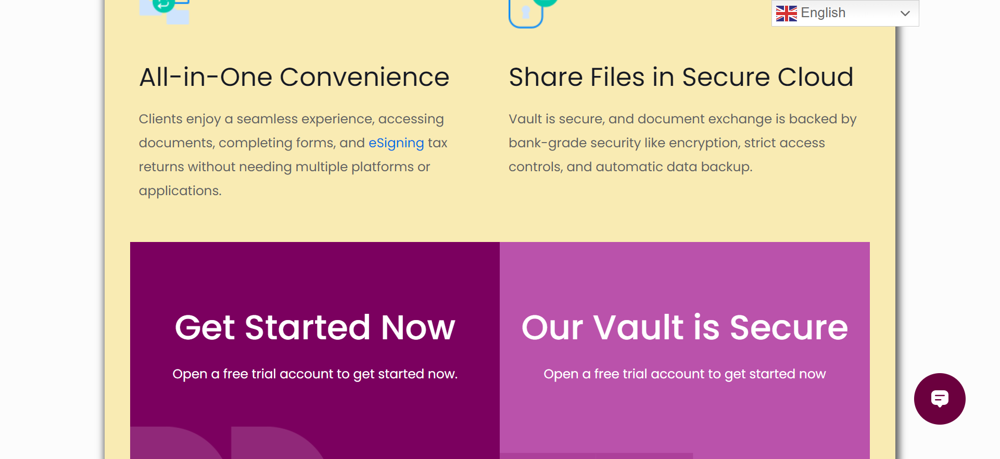 English
All-in-One Convenience
Clients enjoy a seamless experience, accessing
documents, completing forms, and eSigning tax
returns without needing multiple platforms or
applications.
Share Files in Secure Cloud
Vault is secure, and document exchange is backed by
bank-grade security like encryption, strict access
controls, and automatic data backup.
Get Started Now
Open a free trial account to get started now.
Our Vault is Secure
Open a free trial account to get started now